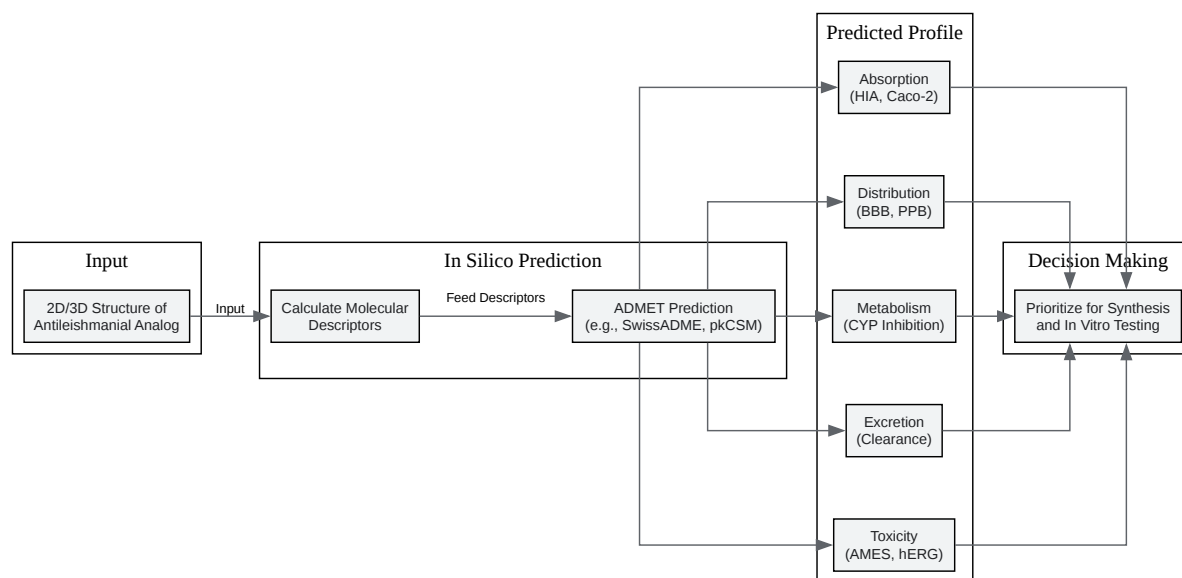 Predicted Profile
Absorption
(HIA, Caco-2)
Distribution
(BBB, PPB)
Input
2D/3D Structure of
Antileishmanial Analog
Input
In Silico Prediction
Calculate Molecular
Descriptors
Feed Descriptors
ADMET Prediction
(e.g., SwissADME, pkCSM)
Metabolism
(CYP Inhibition)
Decision Making
Prioritize for Synthesis
and In Vitro Testing
Excretion
(Clearance)
Toxicity
(AMES, hERG)